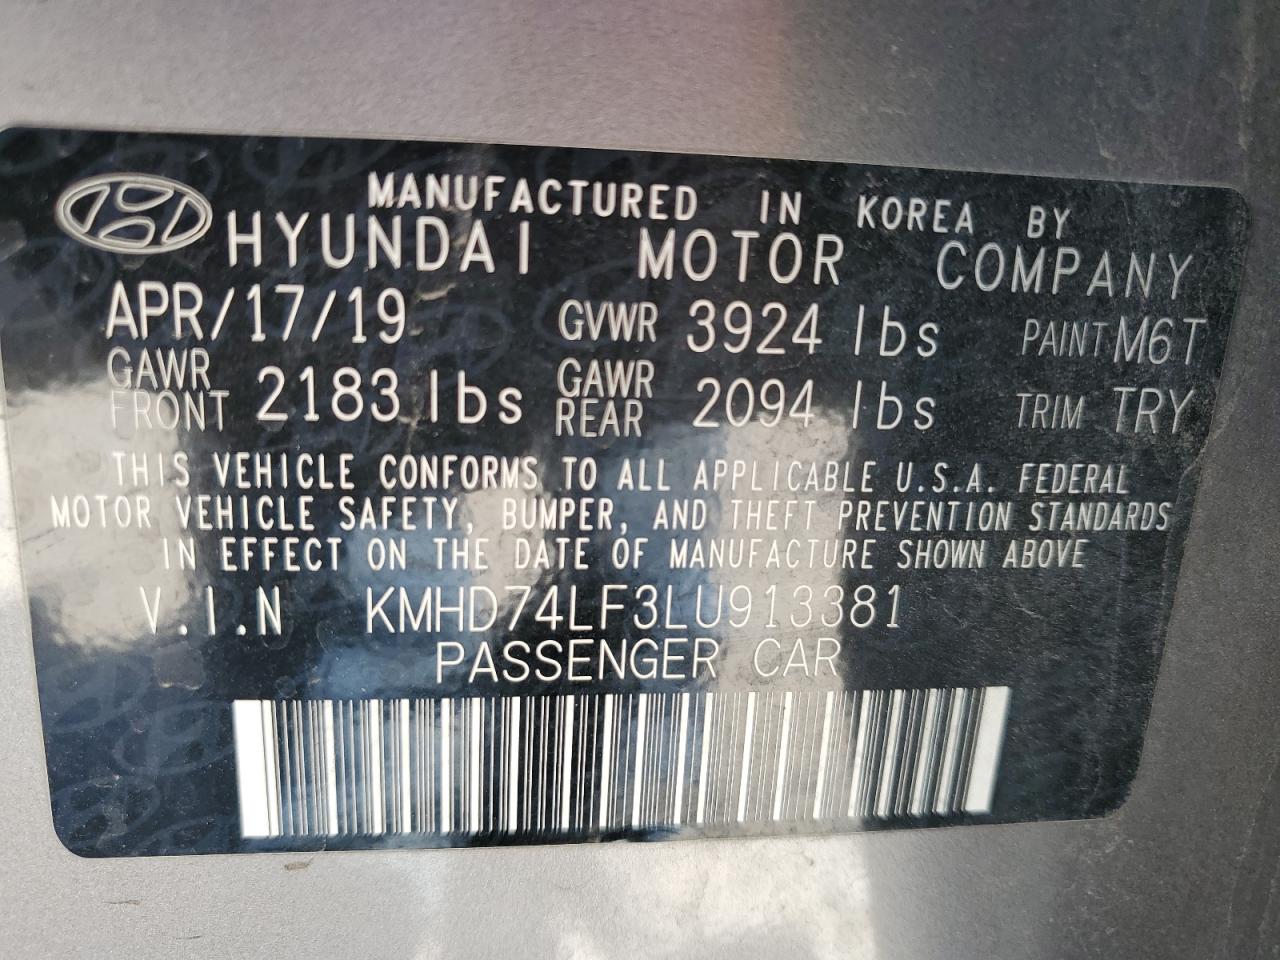 MANUFACTURED IN KOREA BY
HYUNDAI MOTOR COMPANY
APR/17/19 GVWR 3924 lbs PAINT M6T
GAWR FRONT 2183 lbs GAWR REAR 2094 lbs TRIM TRY
THIS VEHICLE CONFORMS TO ALL APPLICABLE U.S.A. FEDERAL
MOTOR VEHICLE SAFETY, BUMPER, AND THEFT PREVENTION STANDARDS
IN EFFECT ON THE DATE OF MANUFACTURE SHOWN ABOVE
V.I.N KMHD74LF3LU913381
PASSENGER CAR